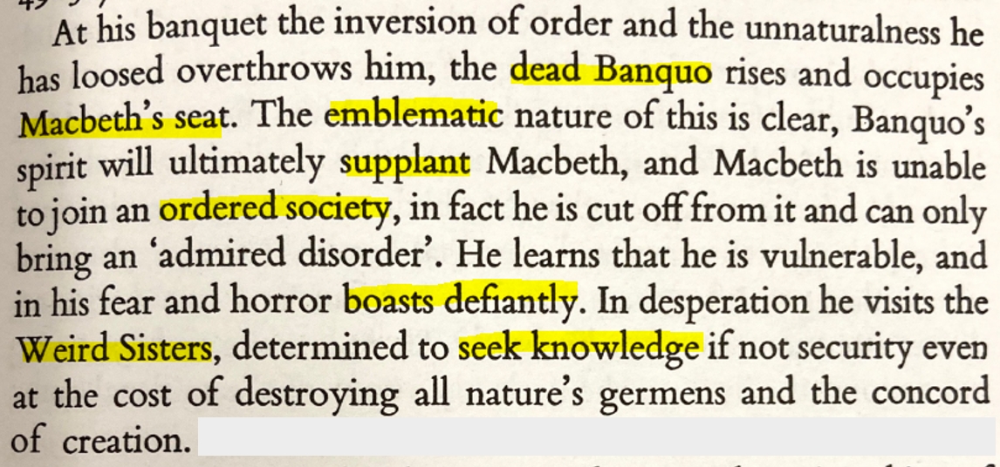 At his banquet the inversion of order and the unnaturalness he
has loosed overthrows him, the dead Banquo rises and occupies
Macbeth's seat. The emblematic nature of this is clear, Banquo's
spirit will ultimately supplant Macbeth, and Macbeth is unable
to join an ordered society, in fact he is cut off from it and can only
bring an ‘admired disorder’. He learns that he is vulnerable, and
in his fear and horror boasts defiantly. In desperation he visits the
Weird Sisters, determined to seek knowledge if not security even
at the cost of destroying all nature's germens and the concord
of creation.